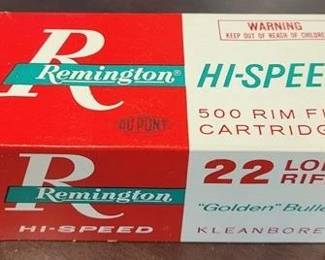 WARNING
KEEP OUT OF REACH OF CHILDREN
R
Remington®
HI-SPEE
DU PONT
500 RIM FI
CARTRIDG
R
Remington
HI-SPEED
22 LO
RIF
"Golden" Bulle
KLEANBORE